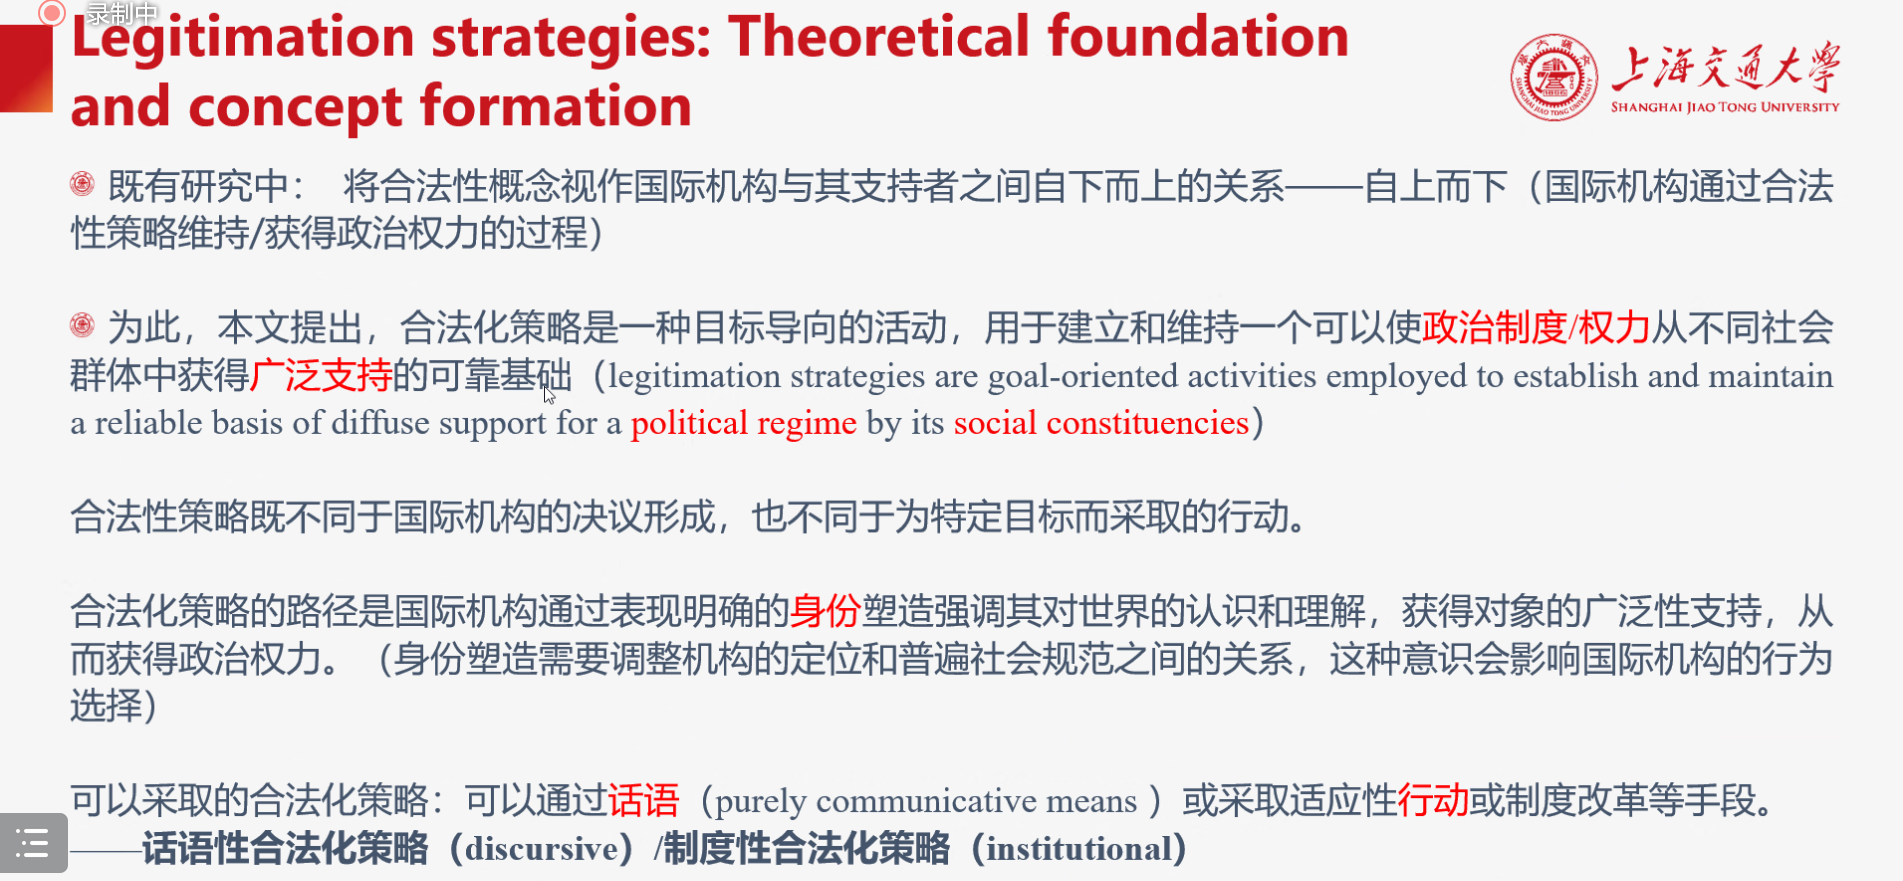 录制中
Legitimation strategies: Theoretical foundation
and concept formation
上海交通大学
SHANGHAI JIAO TONG UNIVERSITY
既有研究中： 将合法性概念视作国际机构与其支持者之间自下而上的关系——自上而下（国际机构通过合法
性策略维持/获得政治权力的过程）
为此，本文提出，合法化策略是一种目标导向的活动，用于建立和维持一个可以使政治制度/权力从不同社会
群体中获得广泛支持的可靠基础（legitimation strategies are goal-oriented activities employed to establish and maintain
a reliable basis of diffuse support for a political regime by its social constituencies）
合法性策略既不同于国际机构的决议形成，也不同于为特定目标而采取的行动。
合法化策略的路径是国际机构通过表现明确的身份塑造强调其对世界的认识和理解，获得对象的广泛性支持，从
而获得政治权力。（身份塑造需要调整机构的定位和普遍社会规范之间的关系，这种意识会影响国际机构的行为
选择）
可以采取的合法化策略：可以通过话语（purely communicative means ）或采取适应性行动或制度改革等手段。
——话语性合法化策略（discursive）/制度性合法化策略（institutional）